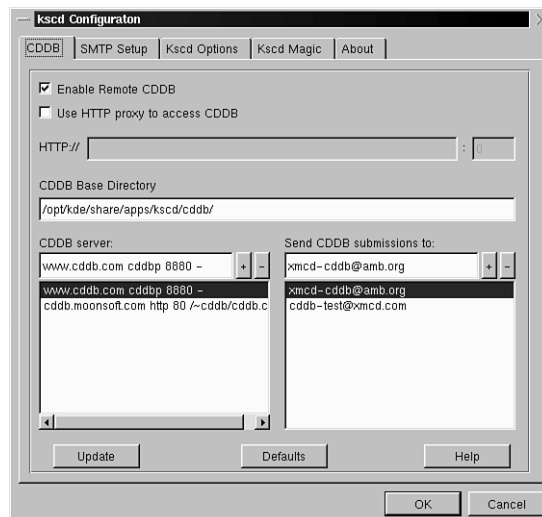 kscd Configuraton
CDDB SMTP Setup Kscd Options Kscd Magic About
Enable Remote CDDB
Use HTTP proxy to access CDDB
HTTP:// : 0
CDDB Base Directory
/opt/kde/share/apps/kscd/cddb/
CDDB server: Send CDDB submissions to:
www.cddb.com cddbp 8880 - + - xmcd-cddb@amb.org + -
www.cddb.com cddbp 8880 - xmcd-cddb@amb.org
cddb.moonsoft.com http 80 /~cddb/cddb.c cddb-test@xmcd.com
Update Defaults Help
OK Cancel